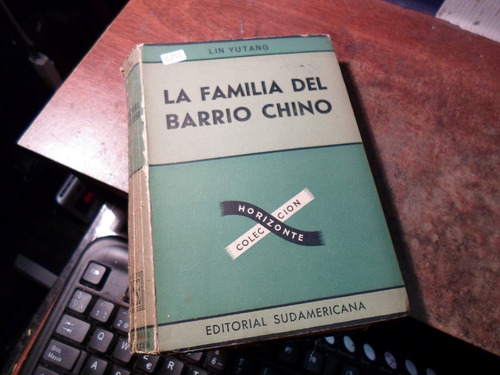 LIN YUTANG
LA FAMILIA DEL
BARRIO CHINO
HORIZONTE
COLECCION
EDITORIAL SUDAMERICANA